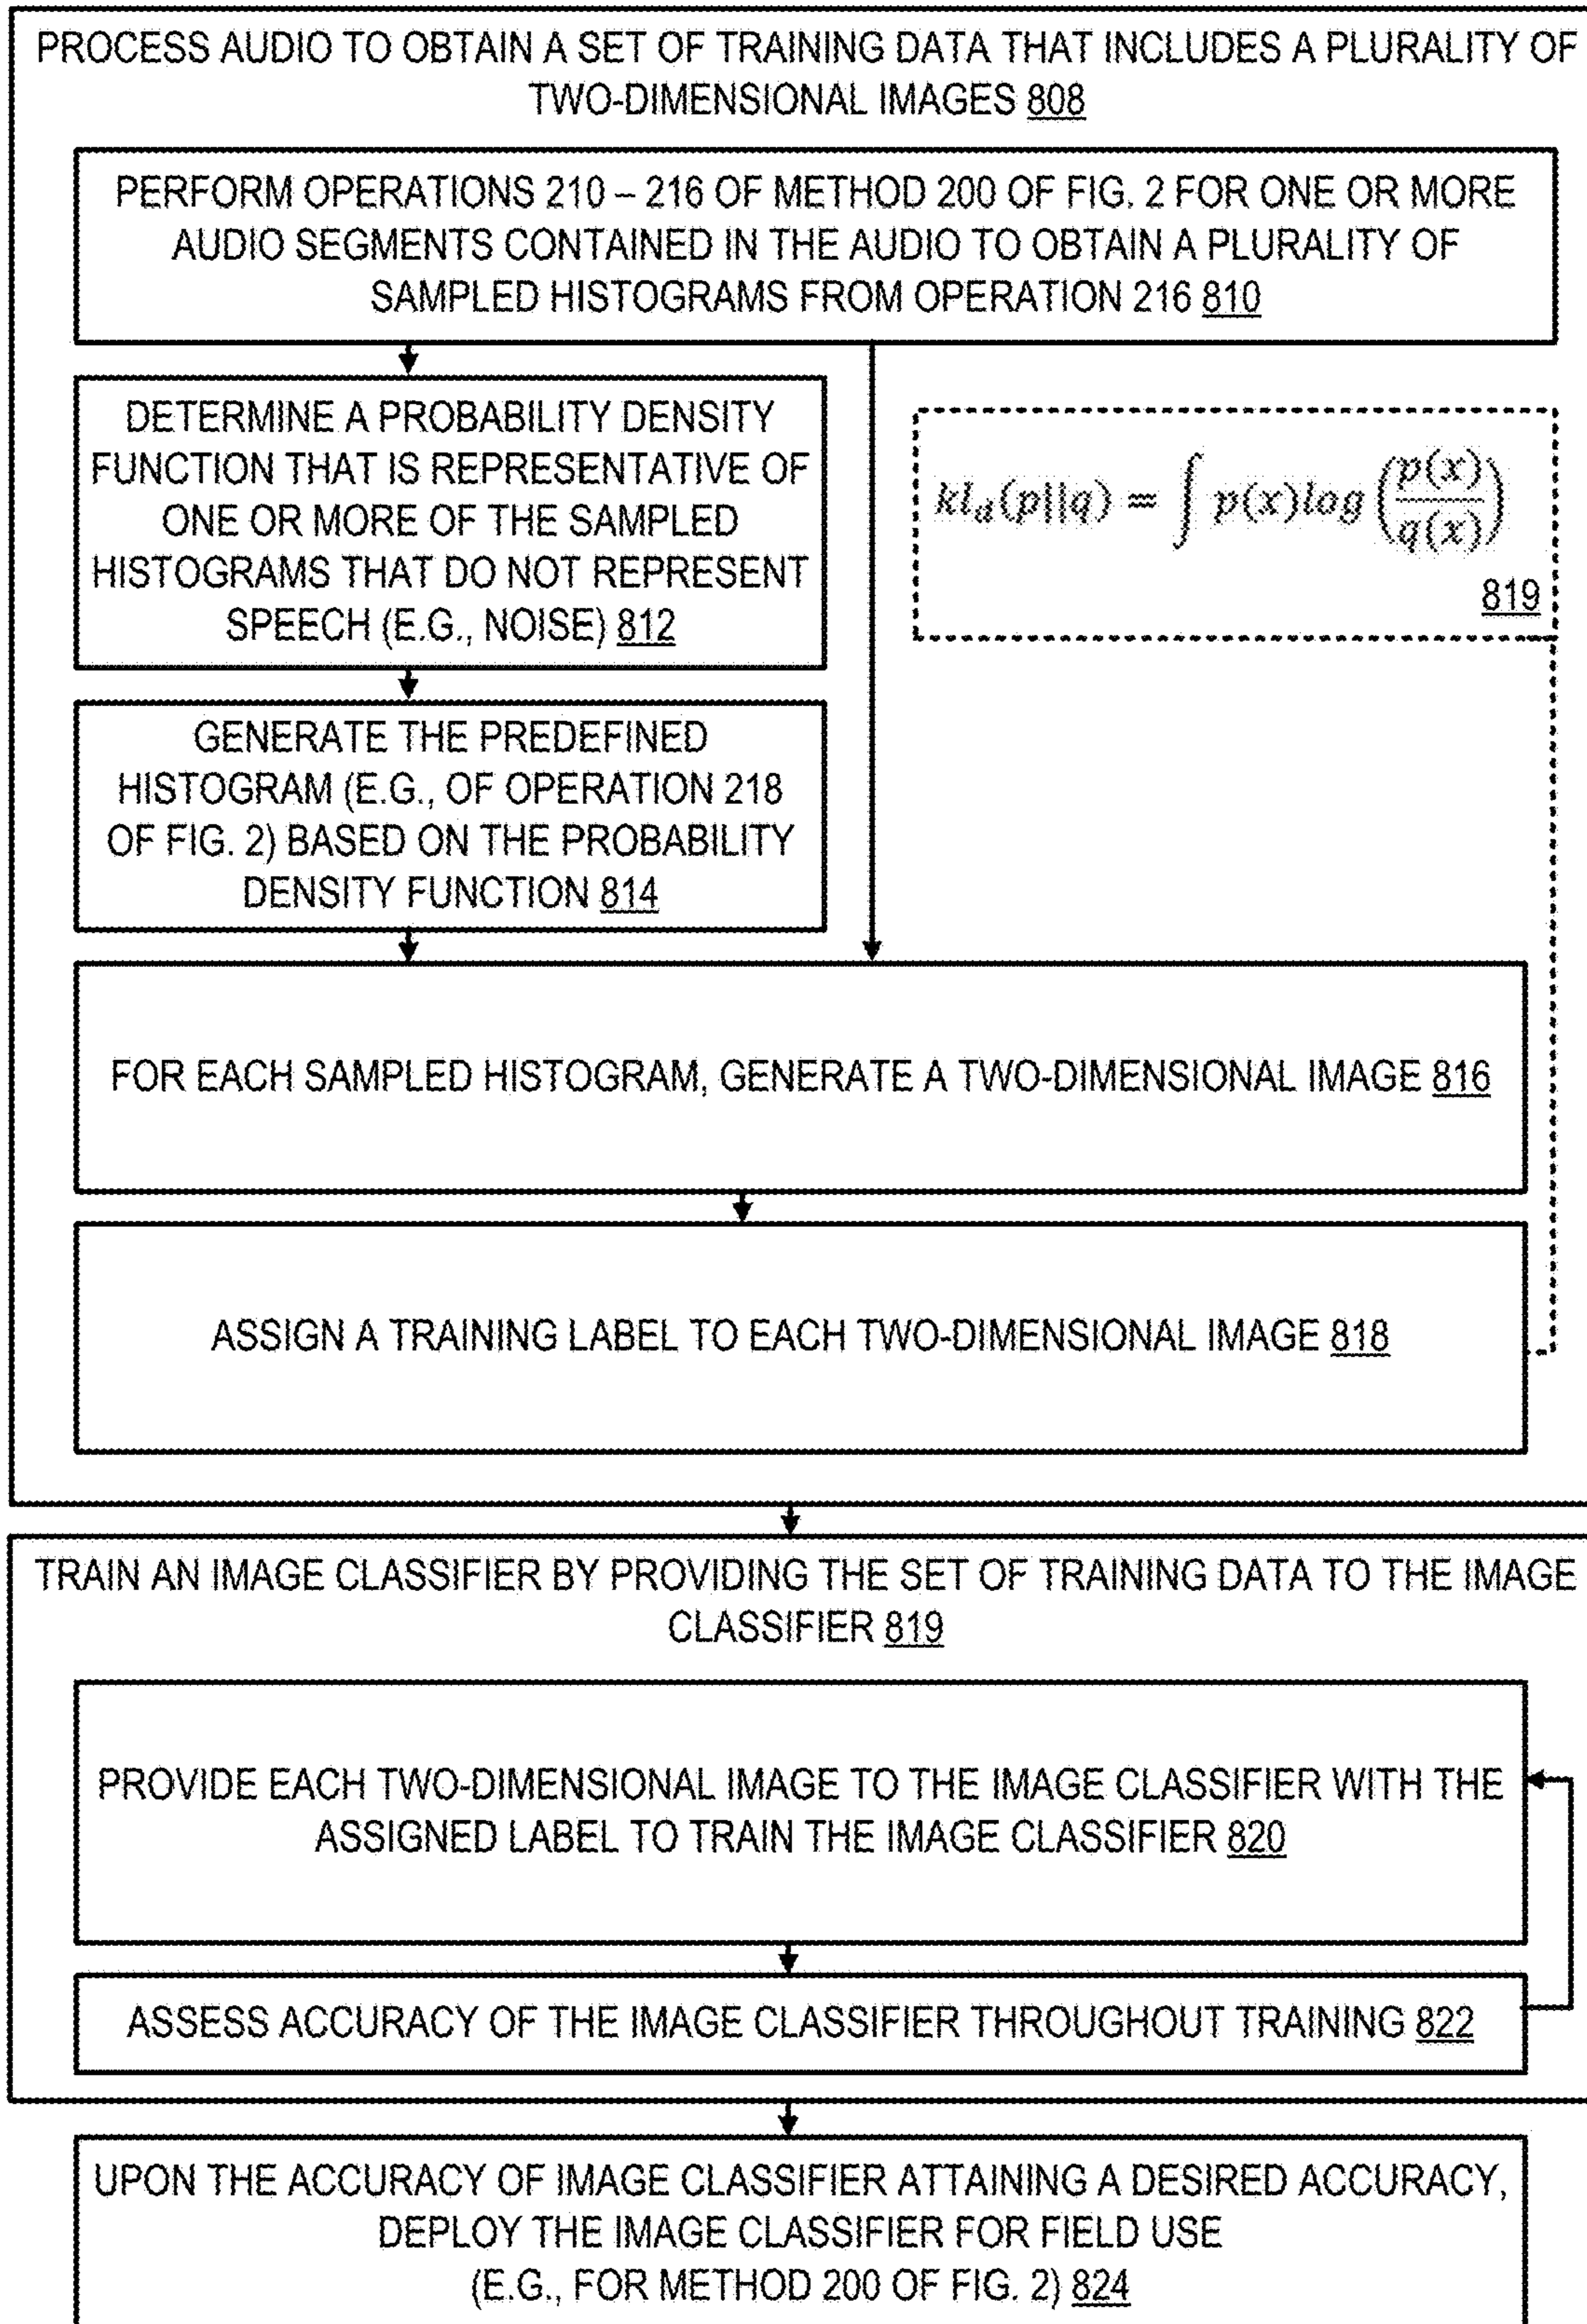 PROCESS AUDIO TO OBTAIN A SET OF TRAINING DATA THAT INCLUDES A PLURALITY OF
TWO-DIMENSIONAL IMAGES 808
PERFORM OPERATIONS 210 – 216 OF METHOD 200 OF FIG. 2 FOR ONE OR MORE
AUDIO SEGMENTS CONTAINED IN THE AUDIO TO OBTAIN A PLURALITY OF
SAMPLED HISTOGRAMS FROM OPERATION 216 810
DETERMINE A PROBABILITY DENSITY
FUNCTION THAT IS REPRESENTATIVE OF
ONE OR MORE OF THE SAMPLED
HISTOGRAMS THAT DO NOT REPRESENT
SPEECH (E.G., NOISE) 812
kl_d(p||q) = ∫ p(x)log(p(x)/q(x))
819
GENERATE THE PREDEFINED
HISTOGRAM (E.G., OF OPERATION 218
OF FIG. 2) BASED ON THE PROBABILITY
DENSITY FUNCTION 814
FOR EACH SAMPLED HISTOGRAM, GENERATE A TWO-DIMENSIONAL IMAGE 816
ASSIGN A TRAINING LABEL TO EACH TWO-DIMENSIONAL IMAGE 818
TRAIN AN IMAGE CLASSIFIER BY PROVIDING THE SET OF TRAINING DATA TO THE IMAGE
CLASSIFIER 819
PROVIDE EACH TWO-DIMENSIONAL IMAGE TO THE IMAGE CLASSIFIER WITH THE
ASSIGNED LABEL TO TRAIN THE IMAGE CLASSIFIER 820
ASSESS ACCURACY OF THE IMAGE CLASSIFIER THROUGHOUT TRAINING 822
UPON THE ACCURACY OF IMAGE CLASSIFIER ATTAINING A DESIRED ACCURACY,
DEPLOY THE IMAGE CLASSIFIER FOR FIELD USE
(E.G., FOR METHOD 200 OF FIG. 2) 824